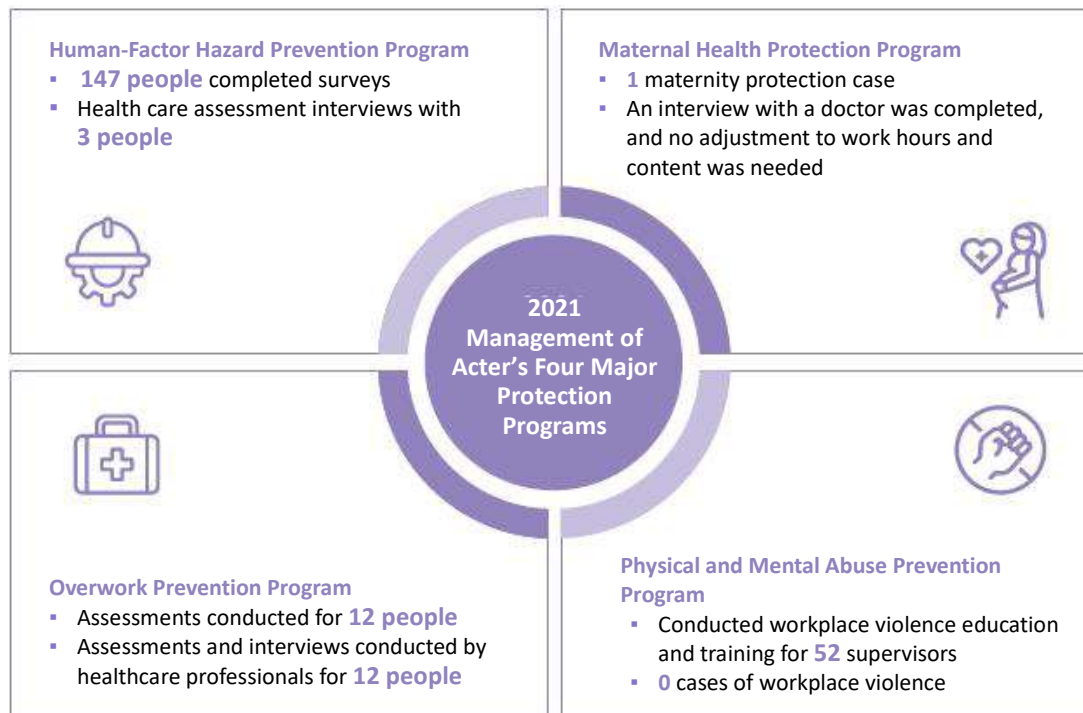 Human-Factor Hazard Prevention Program
▪ 147 people completed surveys
▪ Health care assessment interviews with
3 people
Maternal Health Protection Program
▪ 1 maternity protection case
▪ An interview with a doctor was completed,
and no adjustment to work hours and
content was needed
2021
Management of
Acter’s Four Major
Protection
Programs
Overwork Prevention Program
▪ Assessments conducted for 12 people
▪ Assessments and interviews conducted by
healthcare professionals for 12 people
Physical and Mental Abuse Prevention
Program
▪ Conducted workplace violence education
and training for 52 supervisors
▪ 0 cases of workplace violence